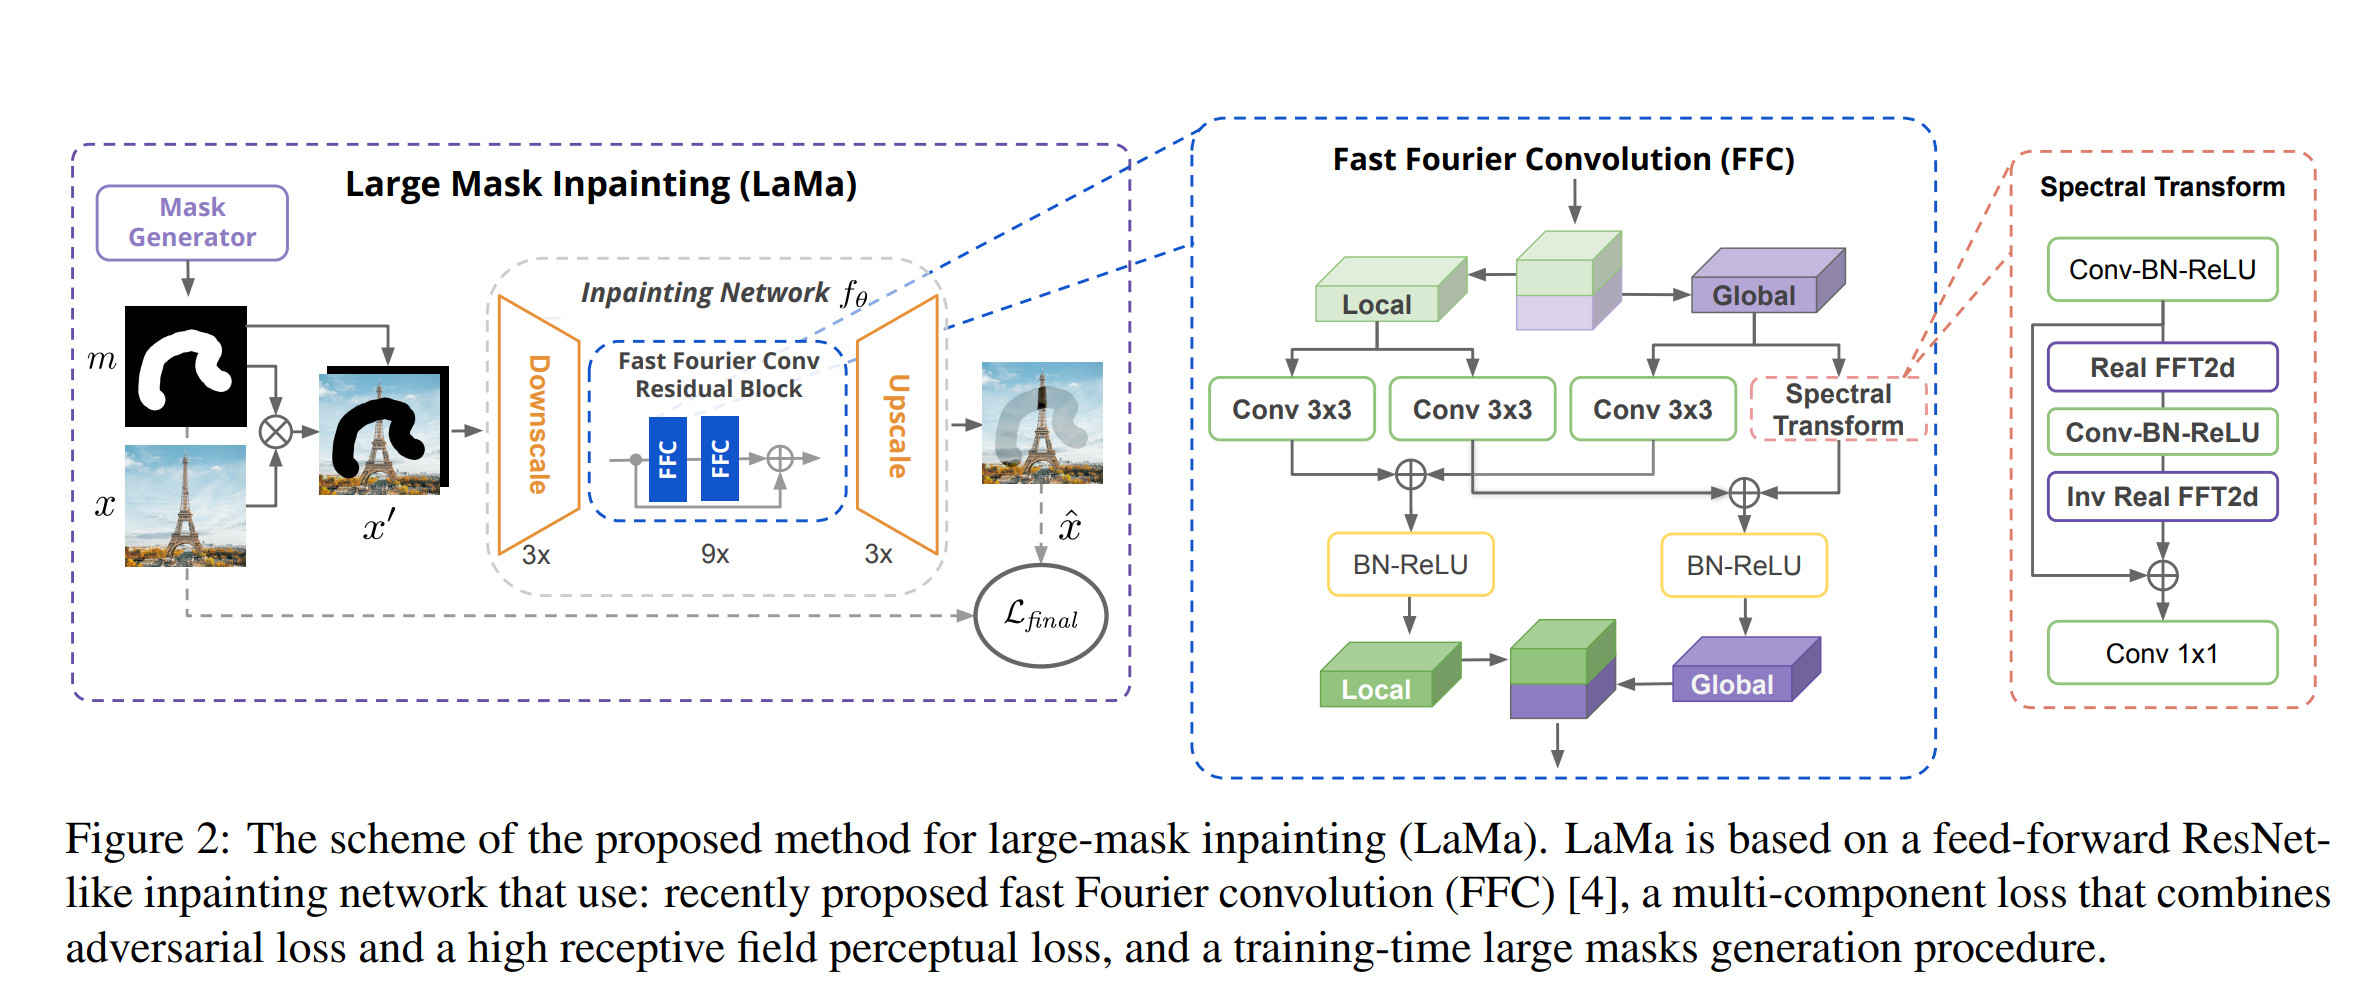 Large Mask Inpainting (LaMa)
Mask
Generator
m
x
x′
Inpainting Network fθ
Downscale
3x
Fast Fourier Conv
Residual Block
FFC
FFC
9x
Upscale
3x
x̂
ℒfinal
Fast Fourier Convolution (FFC)
Local
Global
Conv 3x3
Conv 3x3
Conv 3x3
Spectral
Transform
BN-ReLU
BN-ReLU
Local
Global
Spectral Transform
Conv-BN-ReLU
Real FFT2d
Conv-BN-ReLU
Inv Real FFT2d
Conv 1x1
Figure 2: The scheme of the proposed method for large-mask inpainting (LaMa). LaMa is based on a feed-forward ResNet-
like inpainting network that use: recently proposed fast Fourier convolution (FFC) [4], a multi-component loss that combines
adversarial loss and a high receptive field perceptual loss, and a training-time large masks generation procedure.